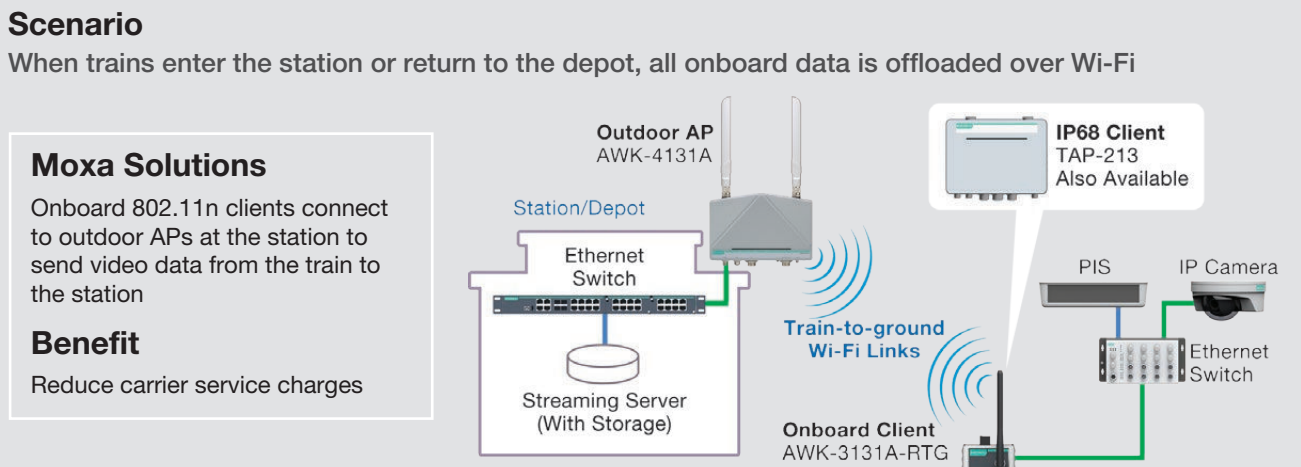 Scenario
When trains enter the station or return to the depot, all onboard data is offloaded over Wi-Fi
Moxa Solutions
Onboard 802.11n clients connect
to outdoor APs at the station to
send video data from the train to
the station
Benefit
Reduce carrier service charges
Outdoor AP
AWK-4131A
Station/Depot
Ethernet
Switch
Streaming Server
(With Storage)
Train-to-ground
Wi-Fi Links
IP68 Client
TAP-213
Also Available
PIS
IP Camera
Ethernet
Switch
Onboard Client
AWK-3131A-RTG